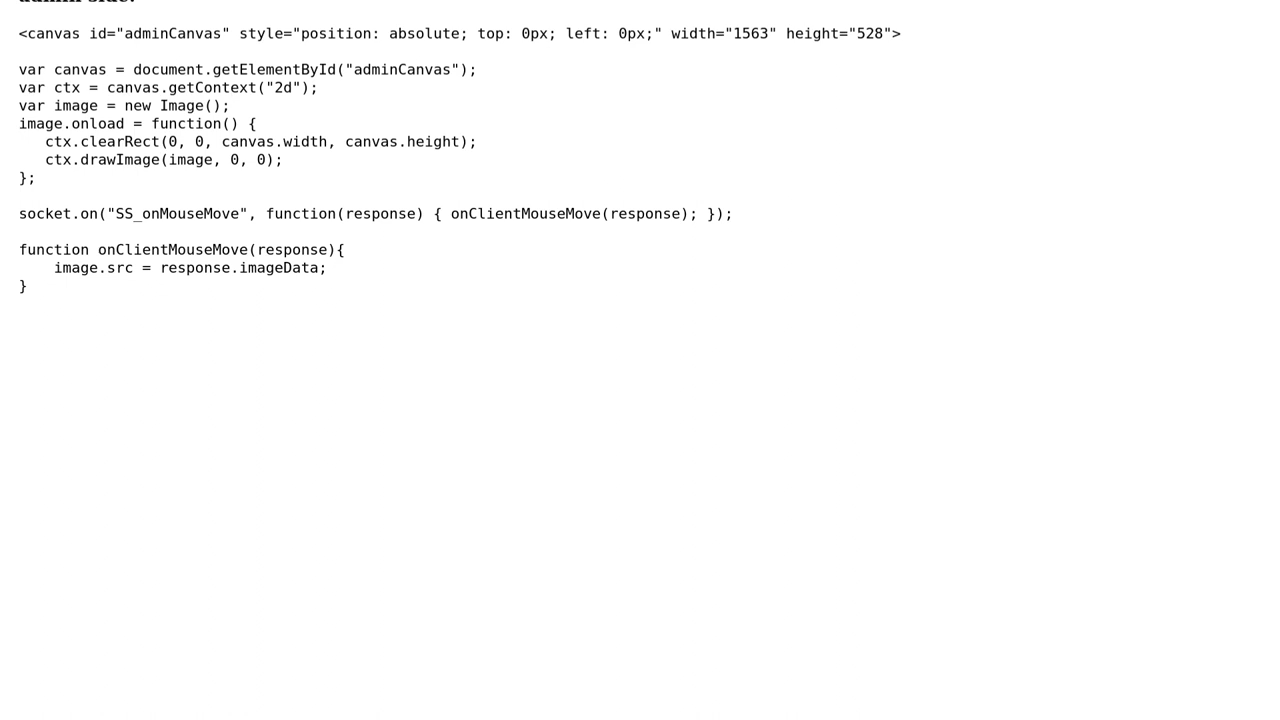 admin side:
<canvas id="adminCanvas" style="position: absolute; top: 0px; left: 0px;" width="1563" height="528">
var canvas = document.getElementById("adminCanvas");
var ctx = canvas.getContext("2d");
var image = new Image();
image.onload = function() {
   ctx.clearRect(0, 0, canvas.width, canvas.height);
   ctx.drawImage(image, 0, 0);
};
socket.on("SS_onMouseMove", function(response) { onClientMouseMove(response); });
function onClientMouseMove(response){
    image.src = response.imageData;
}